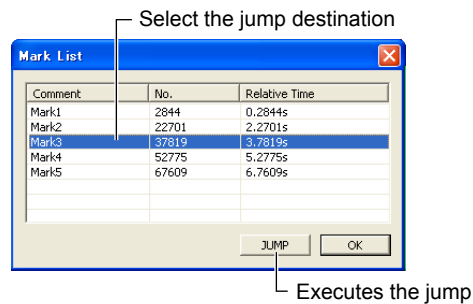 Select the jump destination
Mark List
Comment No. Relative Time
Mark1 2844 0.2844s
Mark2 22701 2.2701s
Mark3 37819 3.7819s
Mark4 52775 5.2775s
Mark5 67609 6.7609s
JUMP OK
Executes the jump